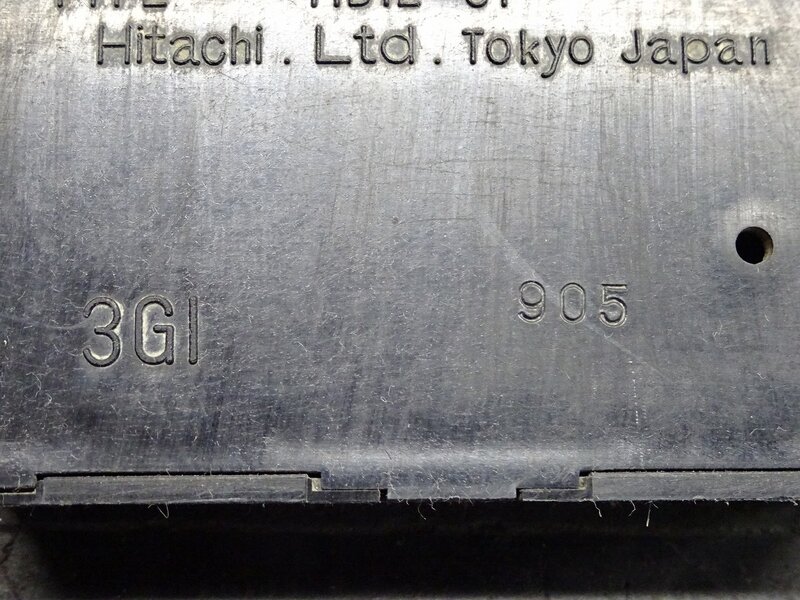 Hitachi . Ltd . Tokyo Japan
3GI 905